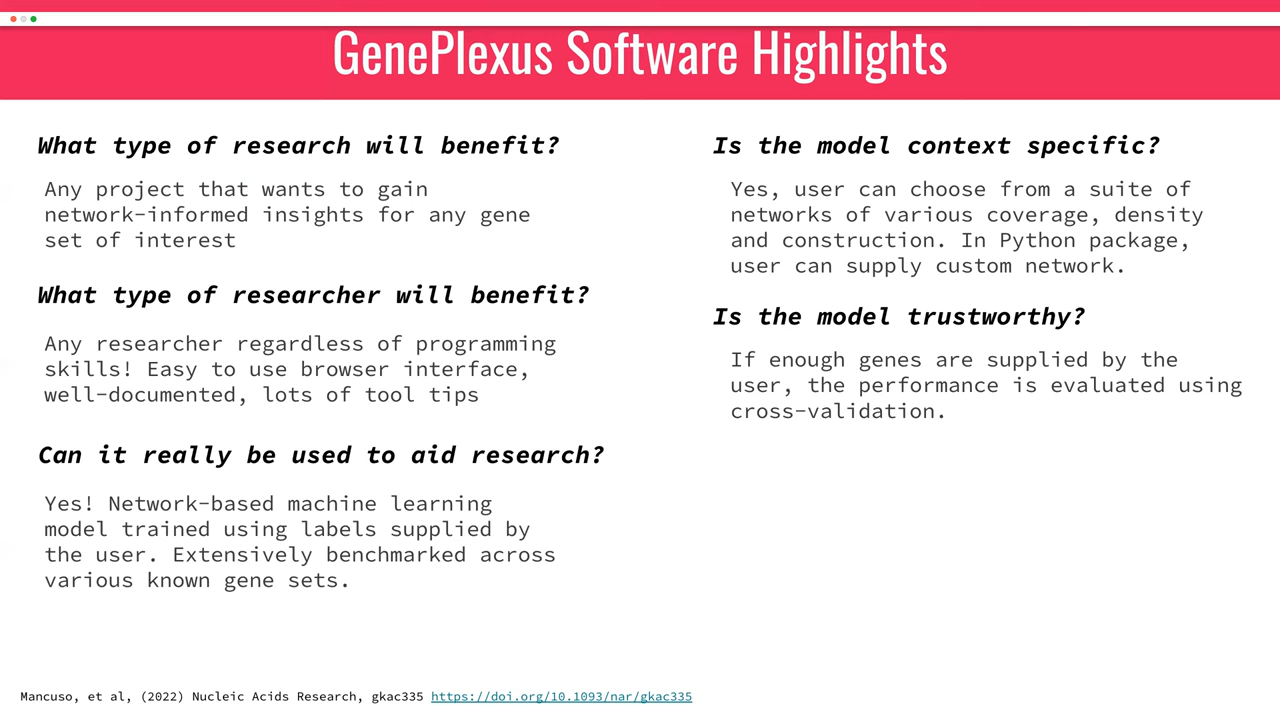 GenePlexus Software Highlights
What type of research will benefit?
Any project that wants to gain
network-informed insights for any gene
set of interest
What type of researcher will benefit?
Any researcher regardless of programming
skills! Easy to use browser interface,
well-documented, lots of tool tips
Can it really be used to aid research?
Yes! Network-based machine learning
model trained using labels supplied by
the user. Extensively benchmarked across
various known gene sets.
Is the model context specific?
Yes, user can choose from a suite of
networks of various coverage, density
and construction. In Python package,
user can supply custom network.
Is the model trustworthy?
If enough genes are supplied by the
user, the performance is evaluated using
cross-validation.
Mancuso, et al, (2022) Nucleic Acids Research, gkac335 https://doi.org/10.1093/nar/gkac335